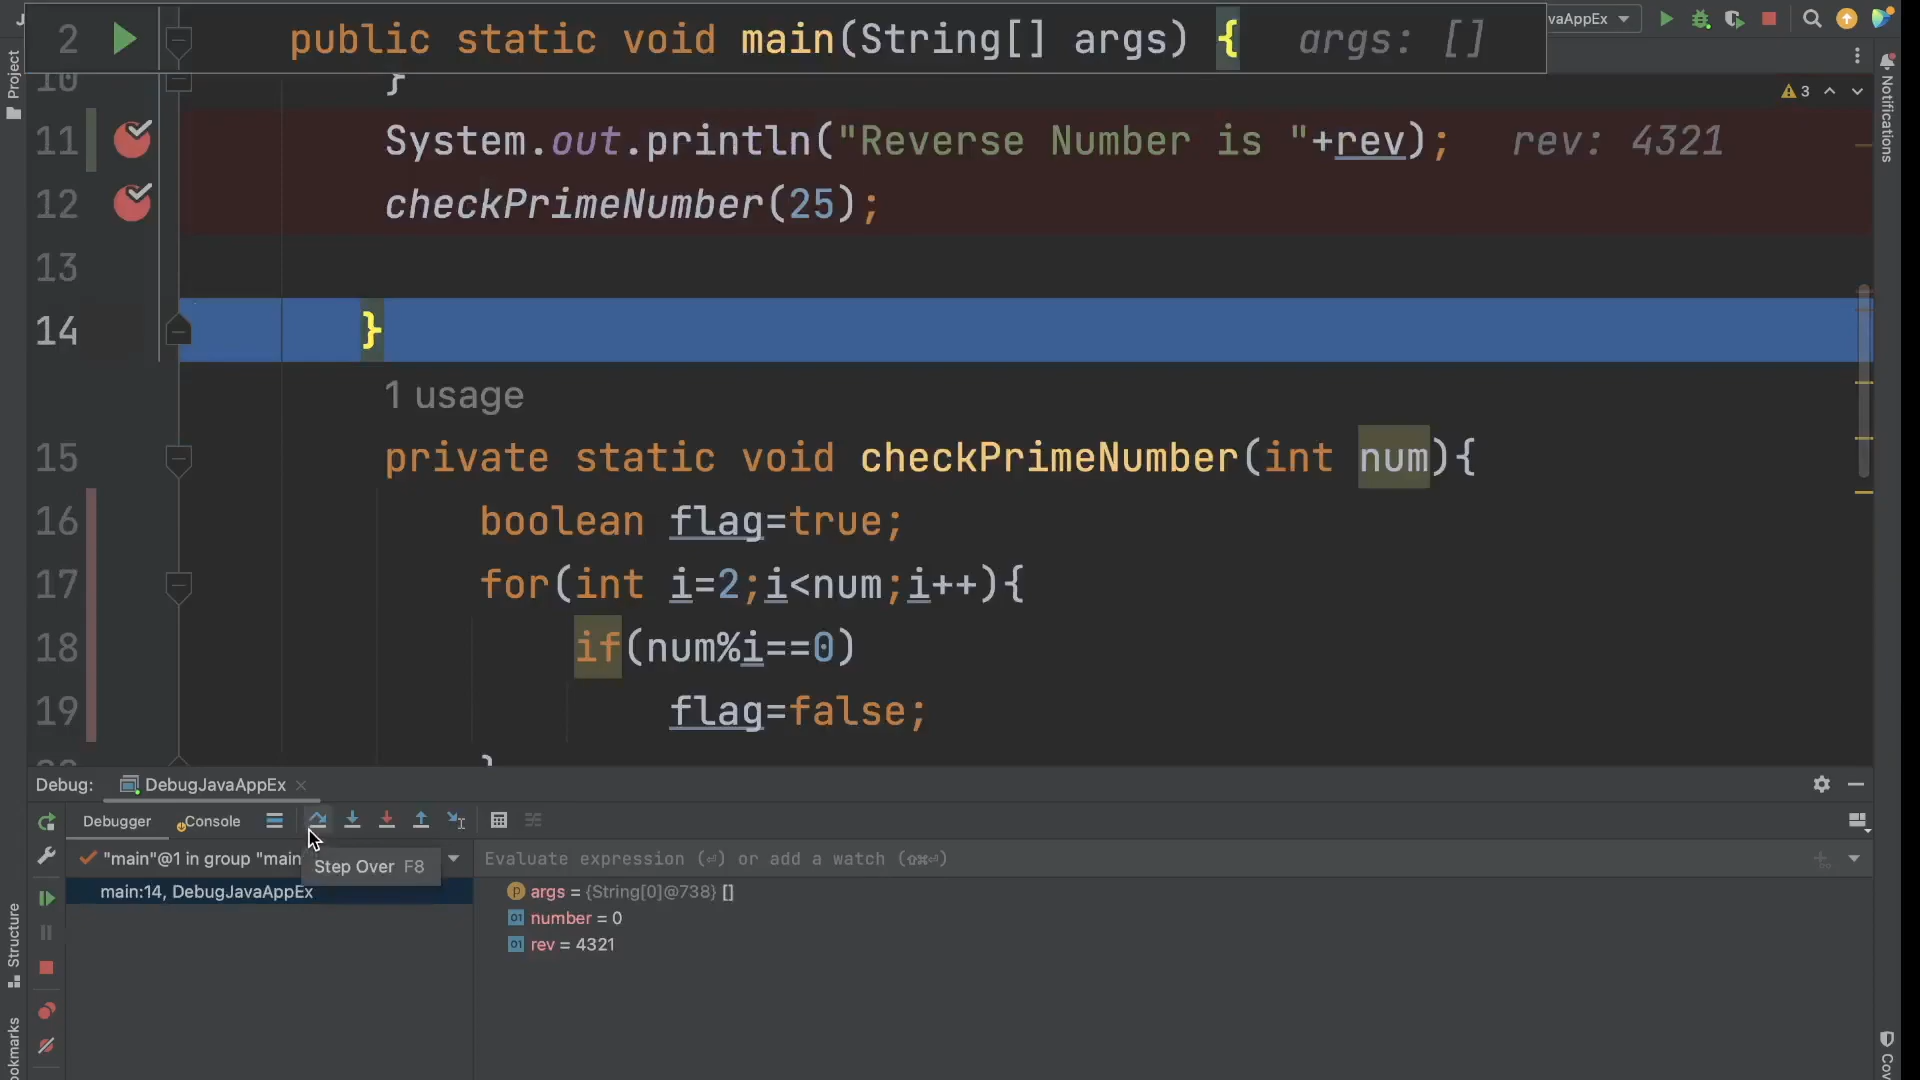 2 public static void main(String[] args) { args: []
vaAppEx
Project
10 }
3
Notifications
11 System.out.println("Reverse Number is "+rev); rev: 4321
12 checkPrimeNumber(25);
13
14 }
1 usage
15 private static void checkPrimeNumber(int num){
16 boolean flag=true;
17 for(int i=2;i<num;i++){
18 if(num%i==0)
19 flag=false;
20 }
Debug: DebugJavaAppEx
Debugger Console
"main"@1 in group "main
Step Over F8
Evaluate expression (⏎) or add a watch (⇧⌘⏎)
main:14, DebugJavaAppEx
args = {String[0]@738} []
number = 0
rev = 4321
Structure
okmarks
Cov